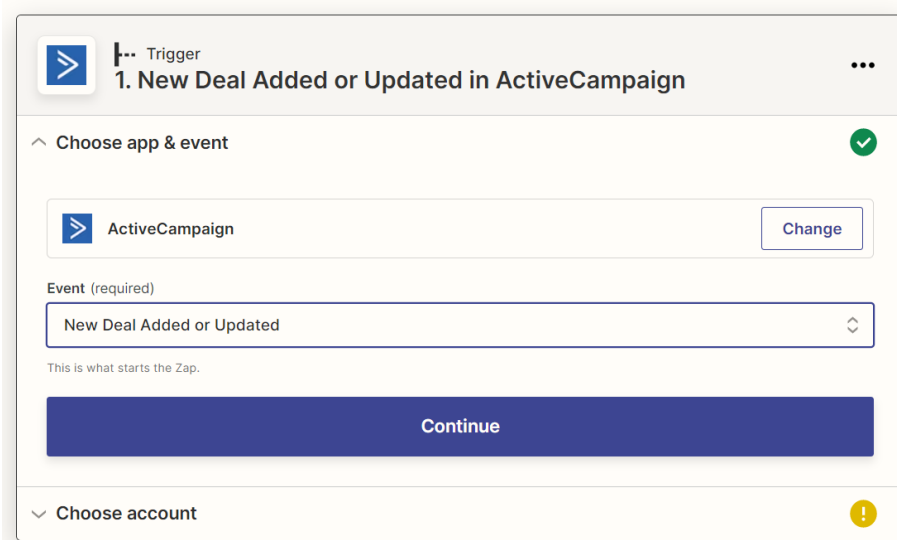 Trigger
1. New Deal Added or Updated in ActiveCampaign
Choose app & event
ActiveCampaign
Change
Event (required)
New Deal Added or Updated
This is what starts the Zap.
Continue
Choose account